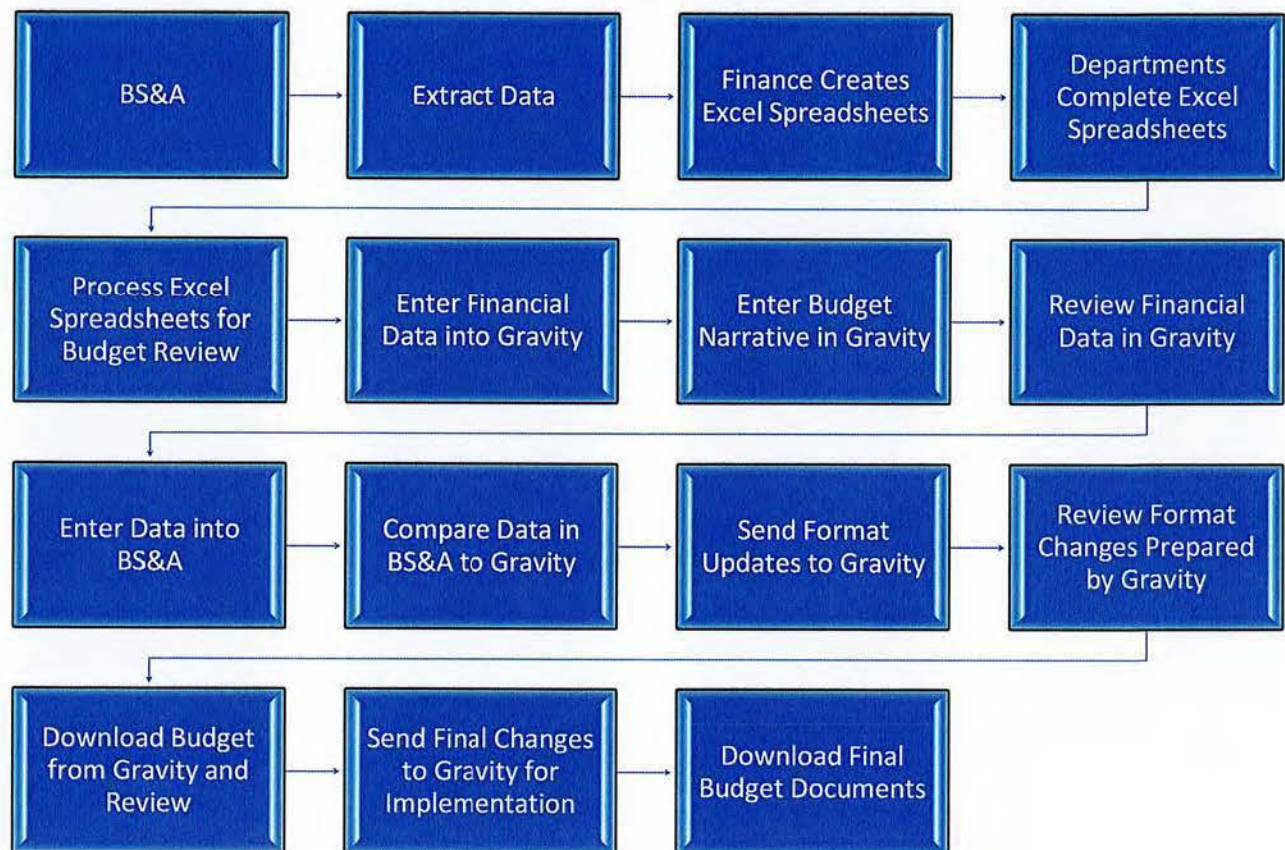 BS&A
Extract Data
Finance Creates
Excel Spreadsheets
Departments
Complete Excel
Spreadsheets
Process Excel
Spreadsheets for
Budget Review
Enter Financial
Data into Gravity
Enter Budget
Narrative in Gravity
Review Financial
Data in Gravity
Enter Data into
BS&A
Compare Data in
BS&A to Gravity
Send Format
Updates to Gravity
Review Format
Changes Prepared
by Gravity
Download Budget
from Gravity and
Review
Send Final Changes
to Gravity for
Implementation
Download Final
Budget Documents